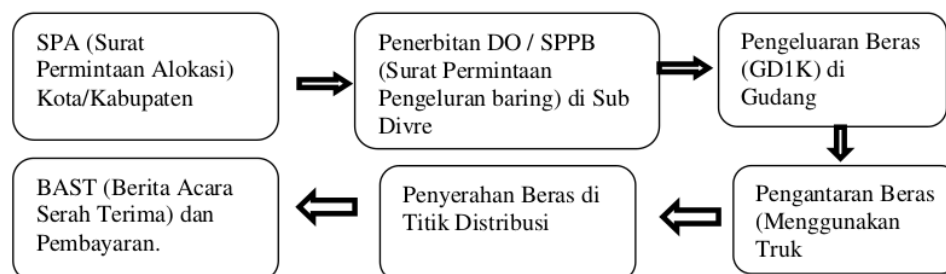 SPA (Surat
Permintaan Alokasi)
Kota/Kabupaten
Penerbitan DO / SPPB
(Surat Permintaan
Pengeluran baring) di Sub
Divre
Pengeluaran Beras
(GD1K) di
Gudang
Pengantaran Beras
(Menggunakan
Truk
Penyerahan Beras di
Titik Distribusi
BAST (Berita Acara
Serah Terima) dan
Pembayaran.